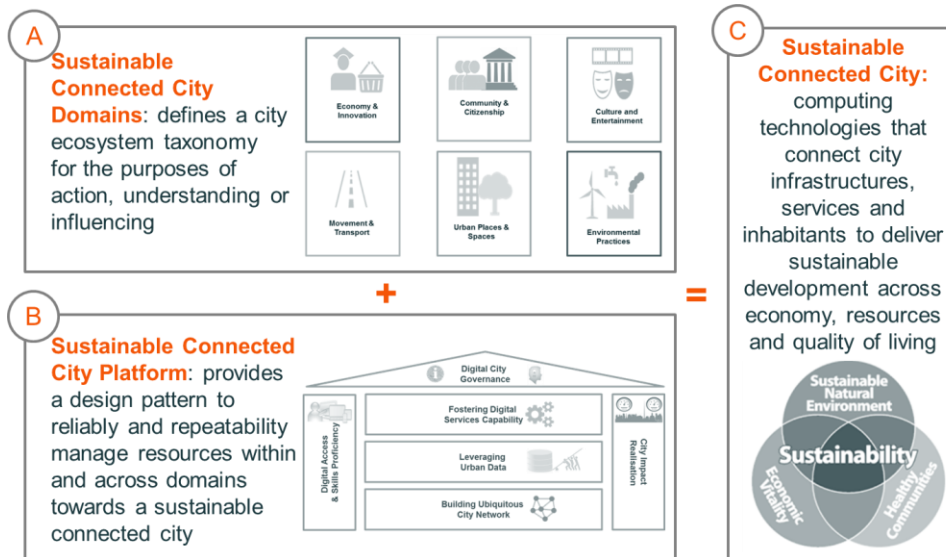 A
Sustainable
Connected City
Domains: defines a city
ecosystem taxonomy
for the purposes of
action, understanding or
influencing
Economy &
Innovation
Community &
Citizenship
Culture and
Entertainment
Movement &
Transport
Urban Places &
Spaces
Environmental
Practices
+
B
Sustainable Connected
City Platform: provides
a design pattern to
reliably and repeatability
manage resources within
and across domains
towards a sustainable
connected city
Digital City
Governance
Digital Access
& Skills Proficiency
Fostering Digital
Services Capability
Leveraging
Urban Data
Building Ubiquitous
City Network
City Impact
Realisation
=
C
Sustainable
Connected City:
computing
technologies that
connect city
infrastructures,
services and
inhabitants to deliver
sustainable
development across
economy, resources
and quality of living
Sustainable
Natural
Environment
Sustainability
Economic
Vitality
Healthy
Communities